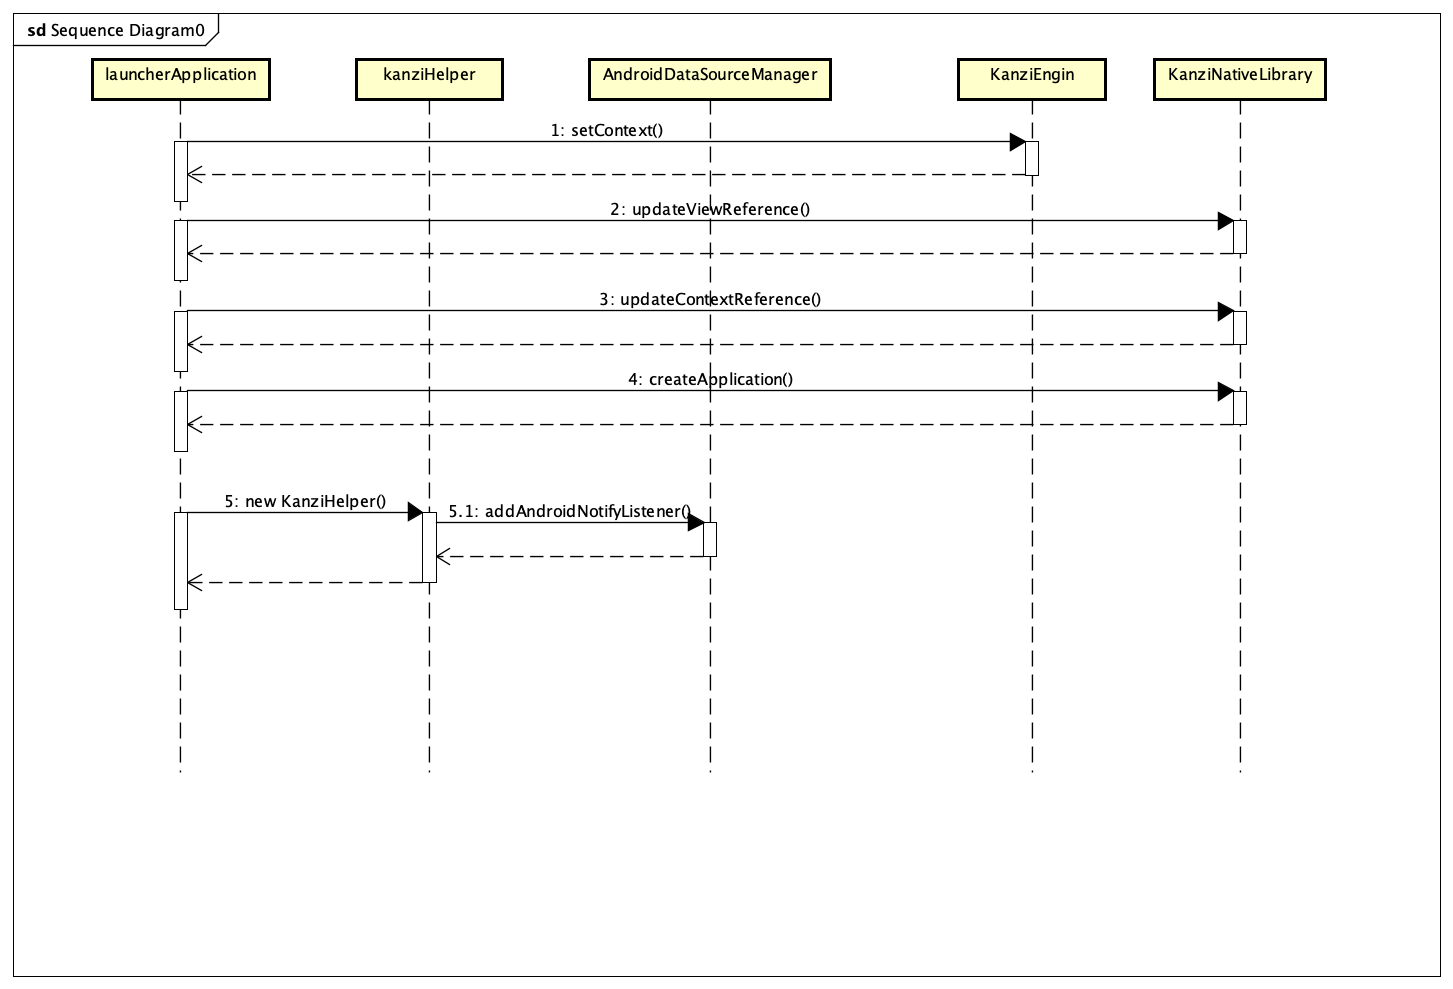 sd Sequence Diagram0
launcherApplication
kanziHelper
AndroidDataSourceManager
KanziEngin
KanziNativeLibrary
1: setContext()
2: updateViewReference()
3: updateContextReference()
4: createApplication()
5: new KanziHelper()
5.1: addAndroidNotifyListener()